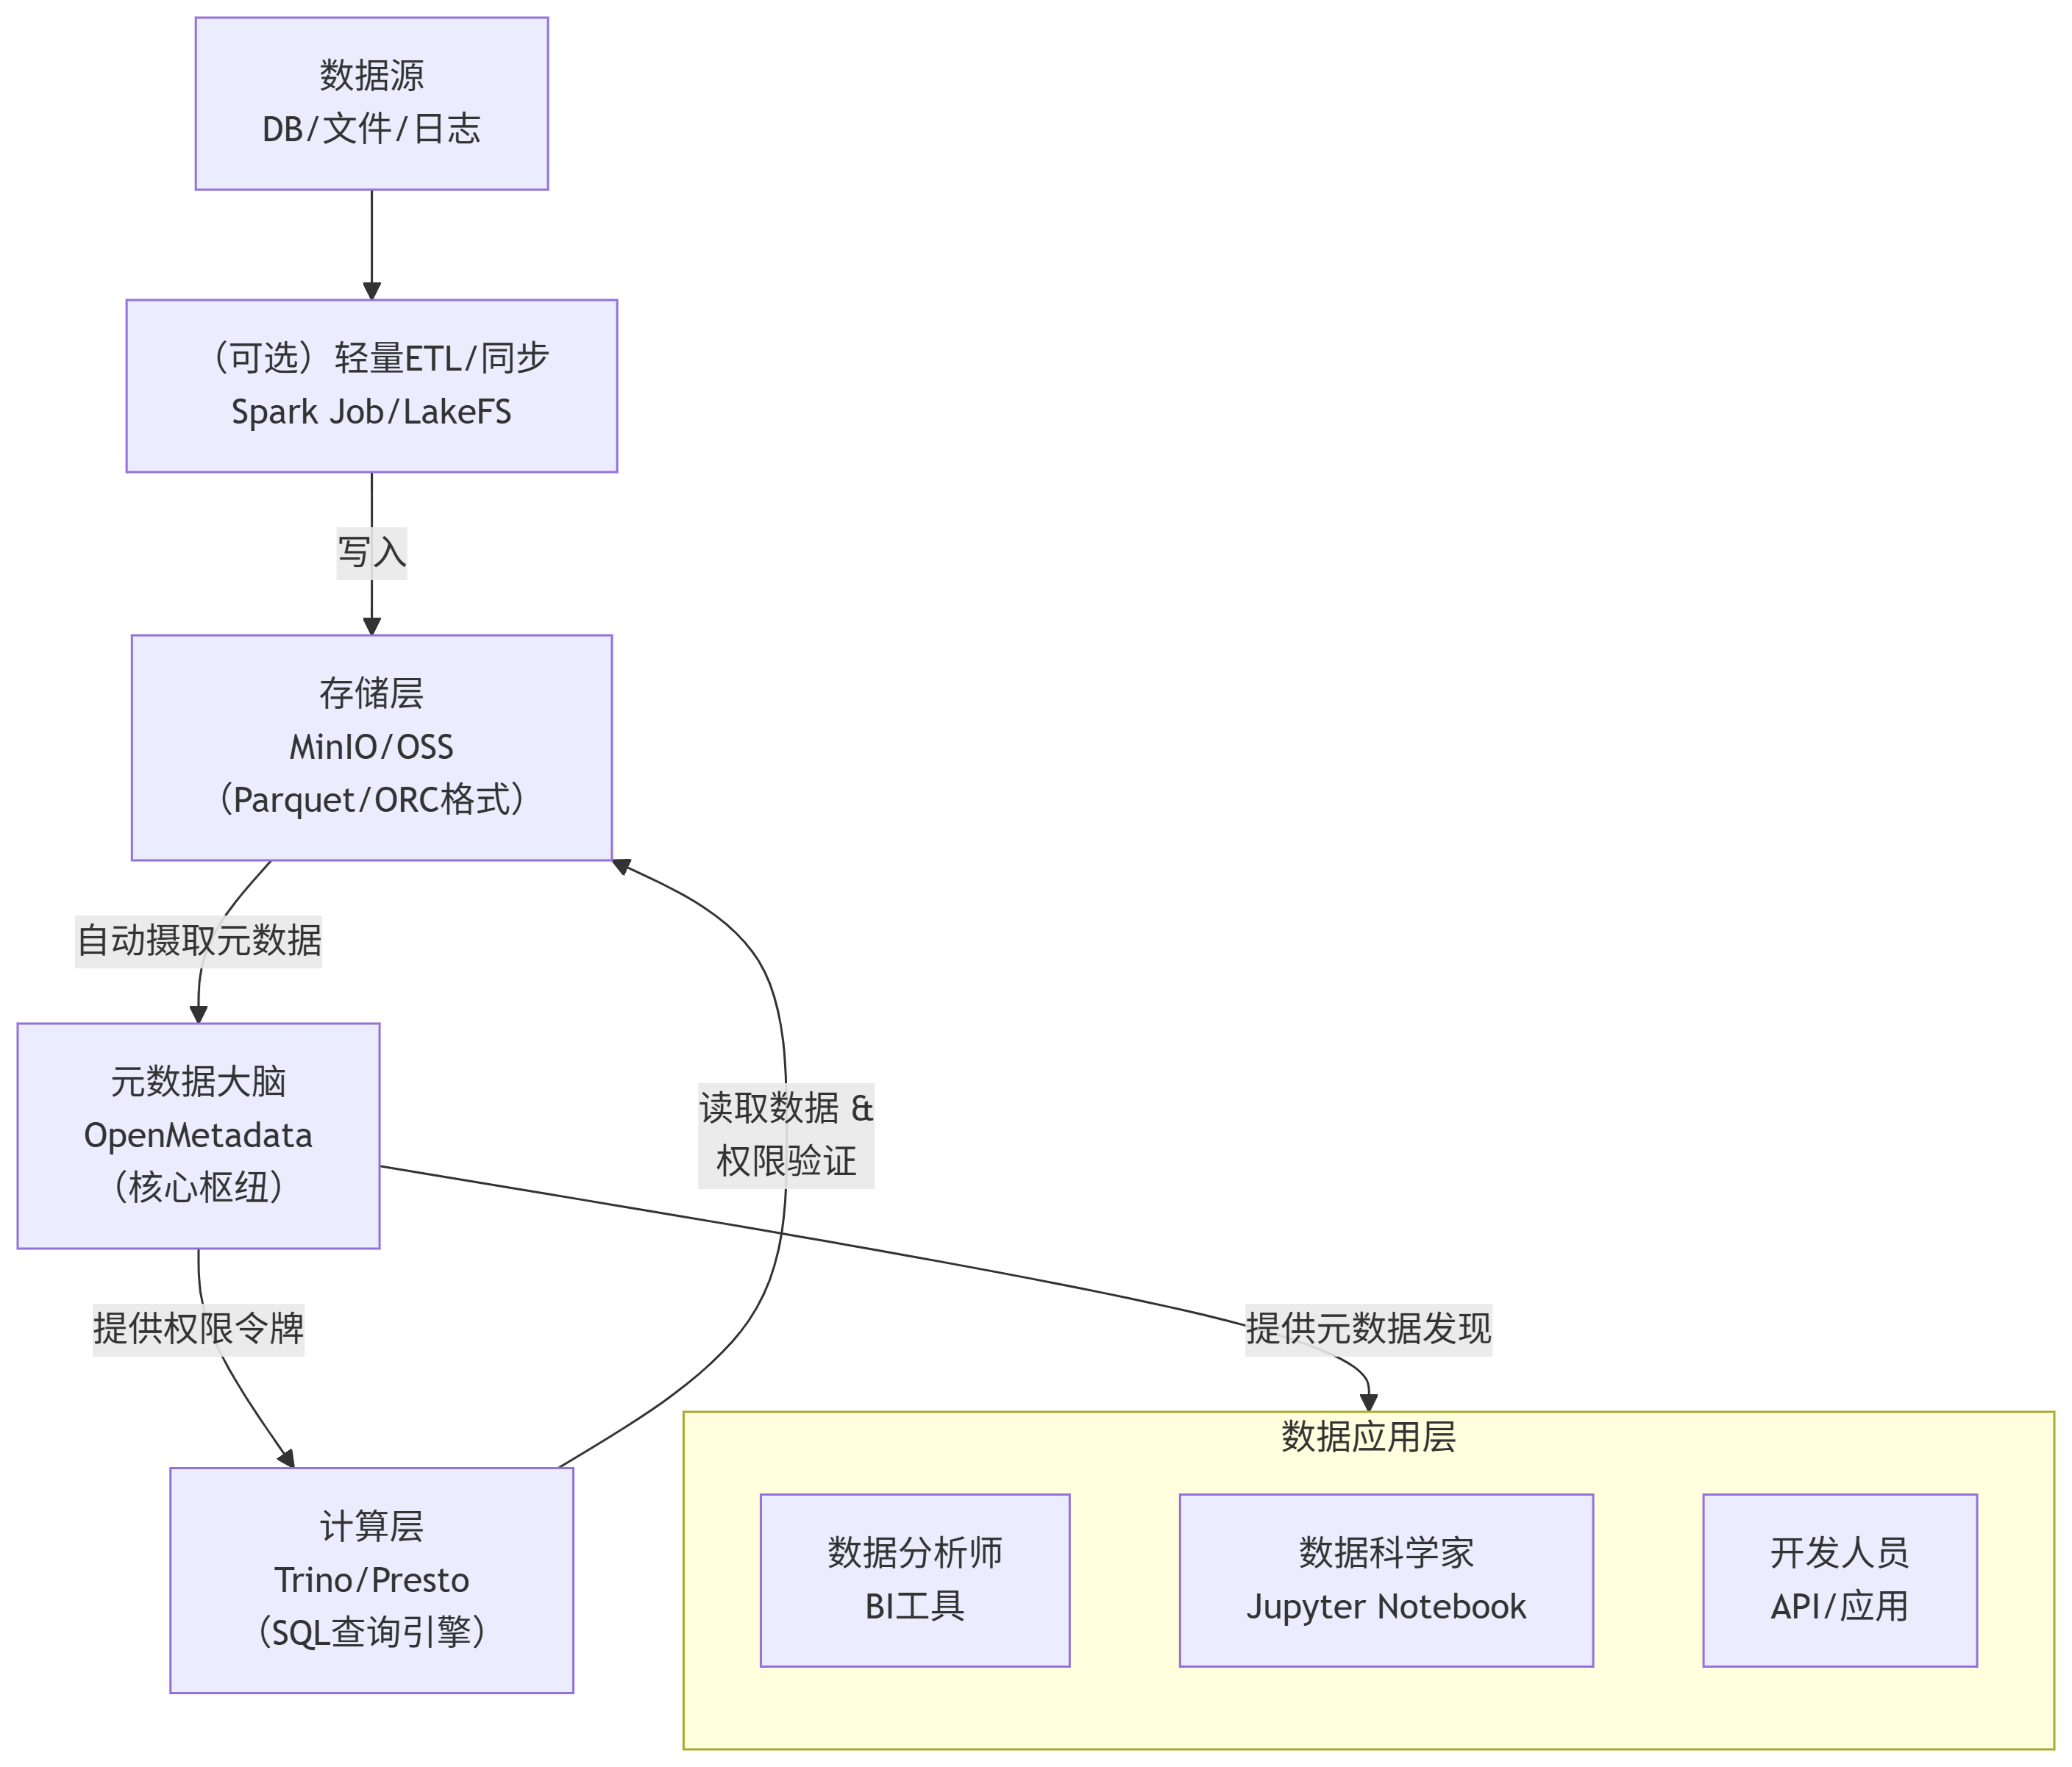 数据源
DB/文件/日志
（可选）轻量ETL/同步
Spark Job/LakeFS
写入
存储层
MinIO/OSS
（Parquet/ORC格式）
自动摄取元数据
元数据大脑
OpenMetadata
（核心枢纽）
读取数据 &
权限验证
提供权限令牌
提供元数据发现
计算层
Trino/Presto
（SQL查询引擎）
数据应用层
数据分析师
BI工具
数据科学家
Jupyter Notebook
开发人员
API/应用